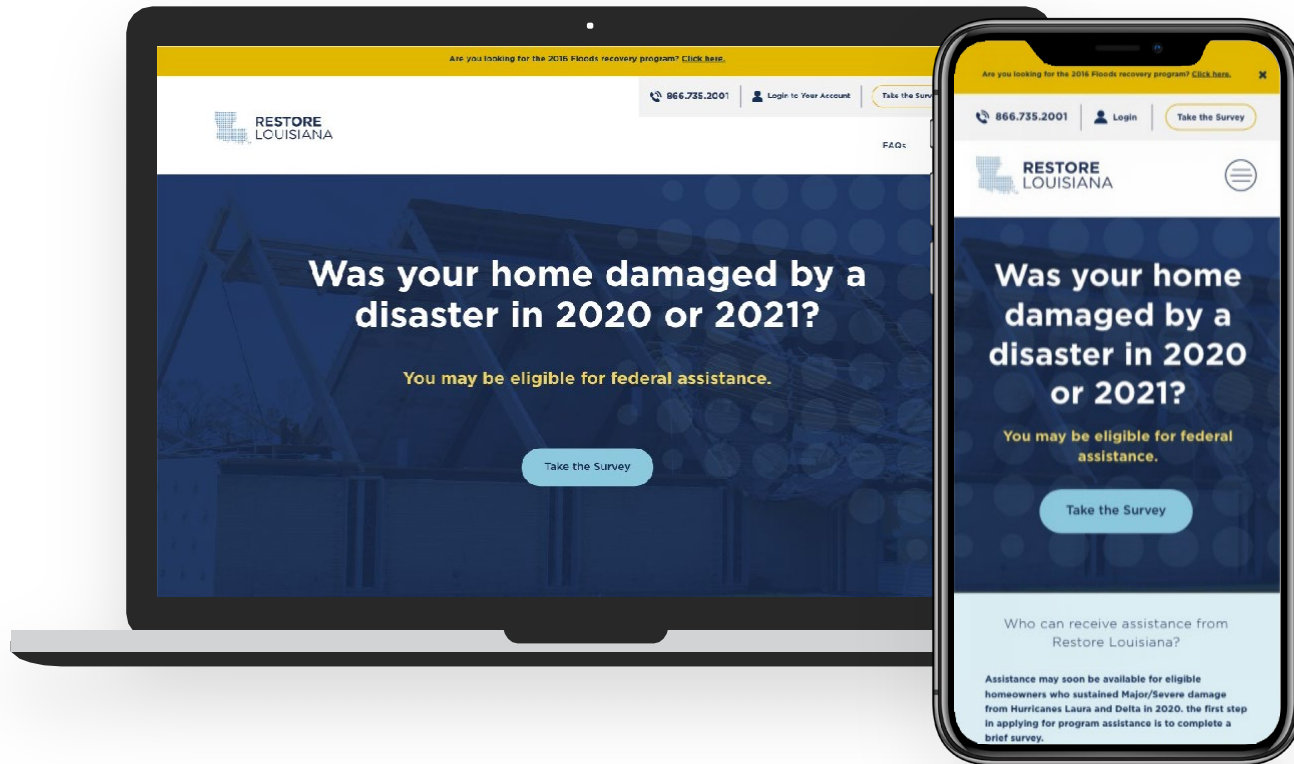 Are you looking for the 2016 Floods recovery program? Click here.
866.735.2001 Login to Your Account Take the Surv
RESTORE
LOUISIANA
FAQs
Was your home damaged by a
disaster in 2020 or 2021?
You may be eligible for federal assistance.
Take the Survey
Are you looking for the 2016 Floods recovery program? Click here.
866.735.2001 Login Take the Survey
RESTORE
LOUISIANA
Was your home
damaged by a
disaster in 2020
or 2021?
You may be eligible for federal
assistance.
Take the Survey
Who can receive assistance from
Restore Louisiana?
Assistance may soon be available for eligible
homeowners who sustained Major/Severe damage
from Hurricanes Laura and Delta in 2020. the first step
in applying for program assistance is to complete a
brief survey.